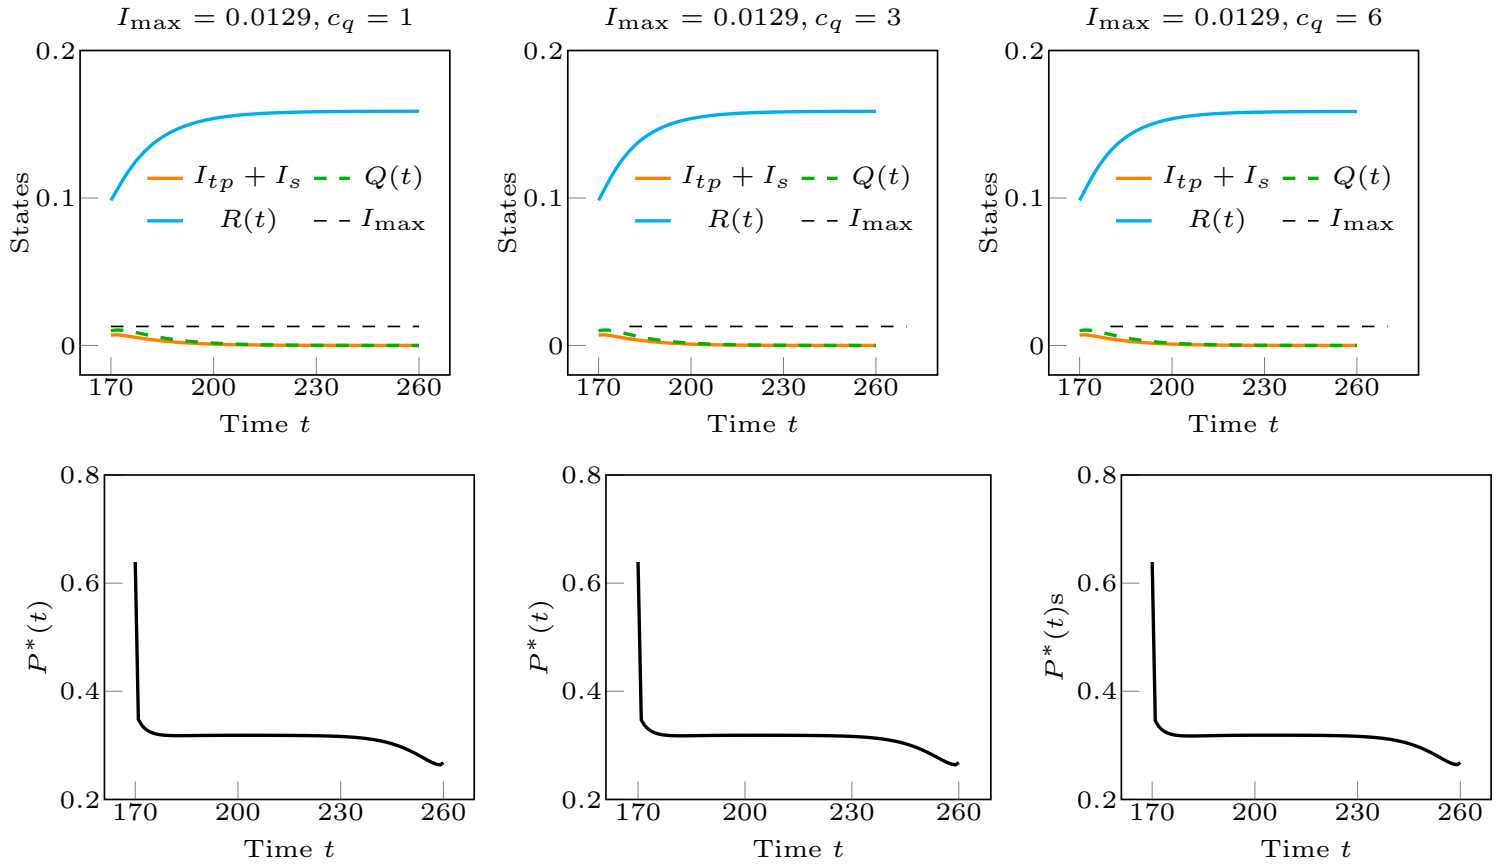 I_max = 0.0129, c_q = 1
0.2
0.1
0
States
I_tp + I_s
Q(t)
R(t)
I_max
170
200
230
260
Time t
I_max = 0.0129, c_q = 3
0.2
0.1
0
States
I_tp + I_s
Q(t)
R(t)
I_max
170
200
230
260
Time t
I_max = 0.0129, c_q = 6
0.2
0.1
0
States
I_tp + I_s
Q(t)
R(t)
I_max
170
200
230
260
Time t
0.8
0.6
0.4
0.2
P*(t)
170
200
230
260
Time t
0.8
0.6
0.4
0.2
P*(t)
170
200
230
260
Time t
0.8
0.6
0.4
0.2
P*(t)s
170
200
230
260
Time t